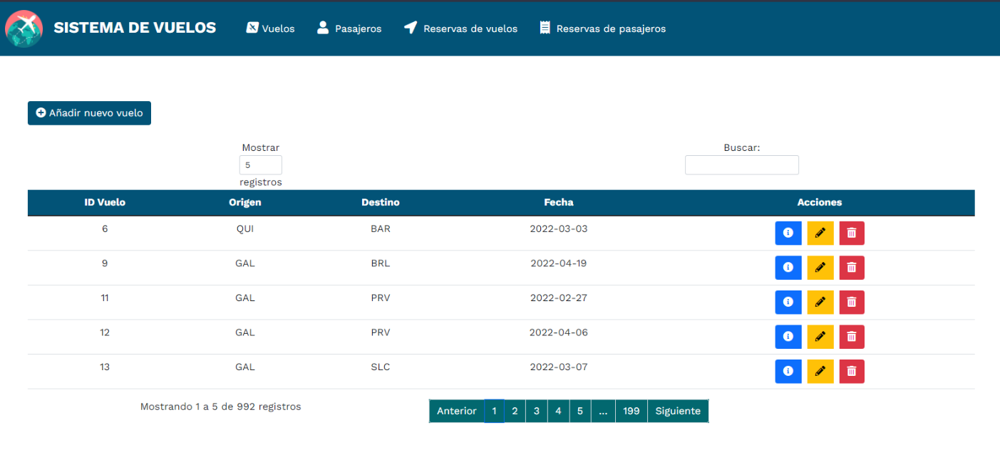 SISTEMA DE VUELOS Vuelos Pasajeros Reservas de vuelos Reservas de pasajeros
Añadir nuevo vuelo
Mostrar
5
registros
Buscar:
ID Vuelo Origen Destino Fecha Acciones
6 QUI BAR 2022-03-03
9 GAL BRL 2022-04-19
11 GAL PRV 2022-02-27
12 GAL PRV 2022-04-06
13 GAL SLC 2022-03-07
Mostrando 1 a 5 de 992 registros
Anterior 1 2 3 4 5 ... 199 Siguiente